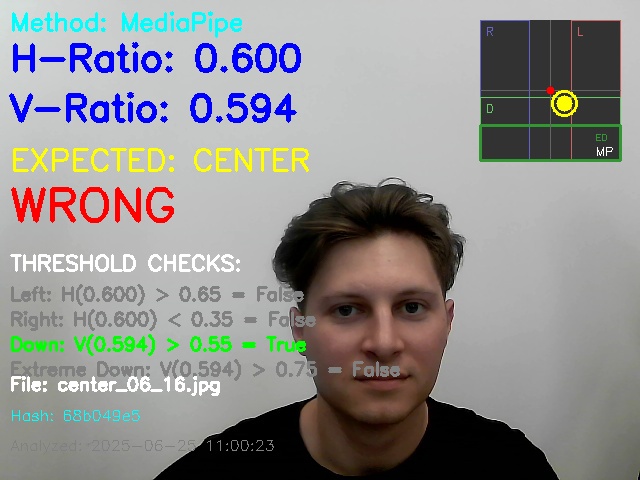 Method: MediaPipe
H-Ratio: 0.600
V-Ratio: 0.594
EXPECTED: CENTER
WRONG
THRESHOLD CHECKS:
Left: H(0.600) > 0.65 = False
Right: H(0.600) < 0.35 = False
Down: V(0.594) > 0.55 = True
Extreme Down: V(0.594) > 0.75 = False
File: center_06_16.jpg
Hash: 68b049e5
Analyzed: 2025-06-25 11:00:23
R L
D
ED
MP